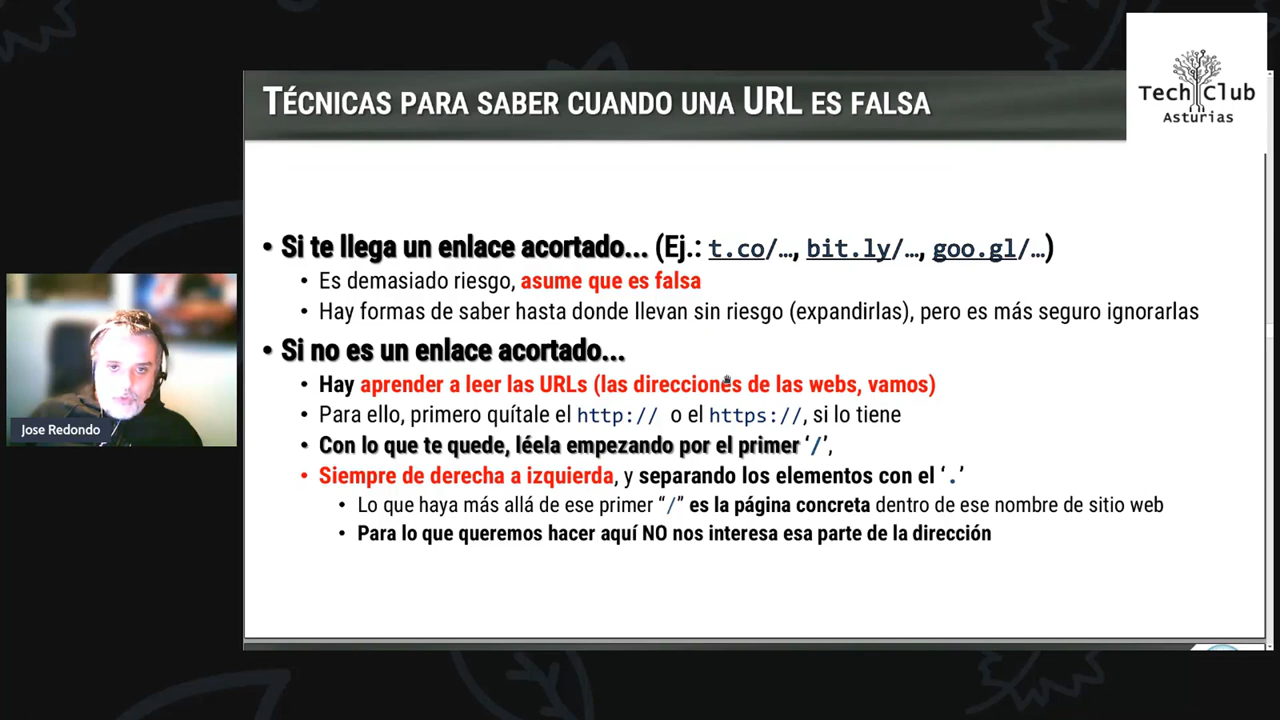 TÉCNICAS PARA SABER CUANDO UNA URL ES FALSA
Tech Club
Asturias
• Si te llega un enlace acortado... (Ej.: t.co/…, bit.ly/…, goo.gl/…)
• Es demasiado riesgo, asume que es falsa
• Hay formas de saber hasta donde llevan sin riesgo (expandirlas), pero es más seguro ignorarlas
• Si no es un enlace acortado...
• Hay aprender a leer las URLs (las direcciones de las webs, vamos)
• Para ello, primero quítale el http:// o el https://, si lo tiene
• Con lo que te quede, léela empezando por el primer ‘/’,
• Siempre de derecha a izquierda, y separando los elementos con el ‘.’
• Lo que haya más allá de ese primer “/” es la página concreta dentro de ese nombre de sitio web
• Para lo que queremos hacer aquí NO nos interesa esa parte de la dirección
Jose Redondo